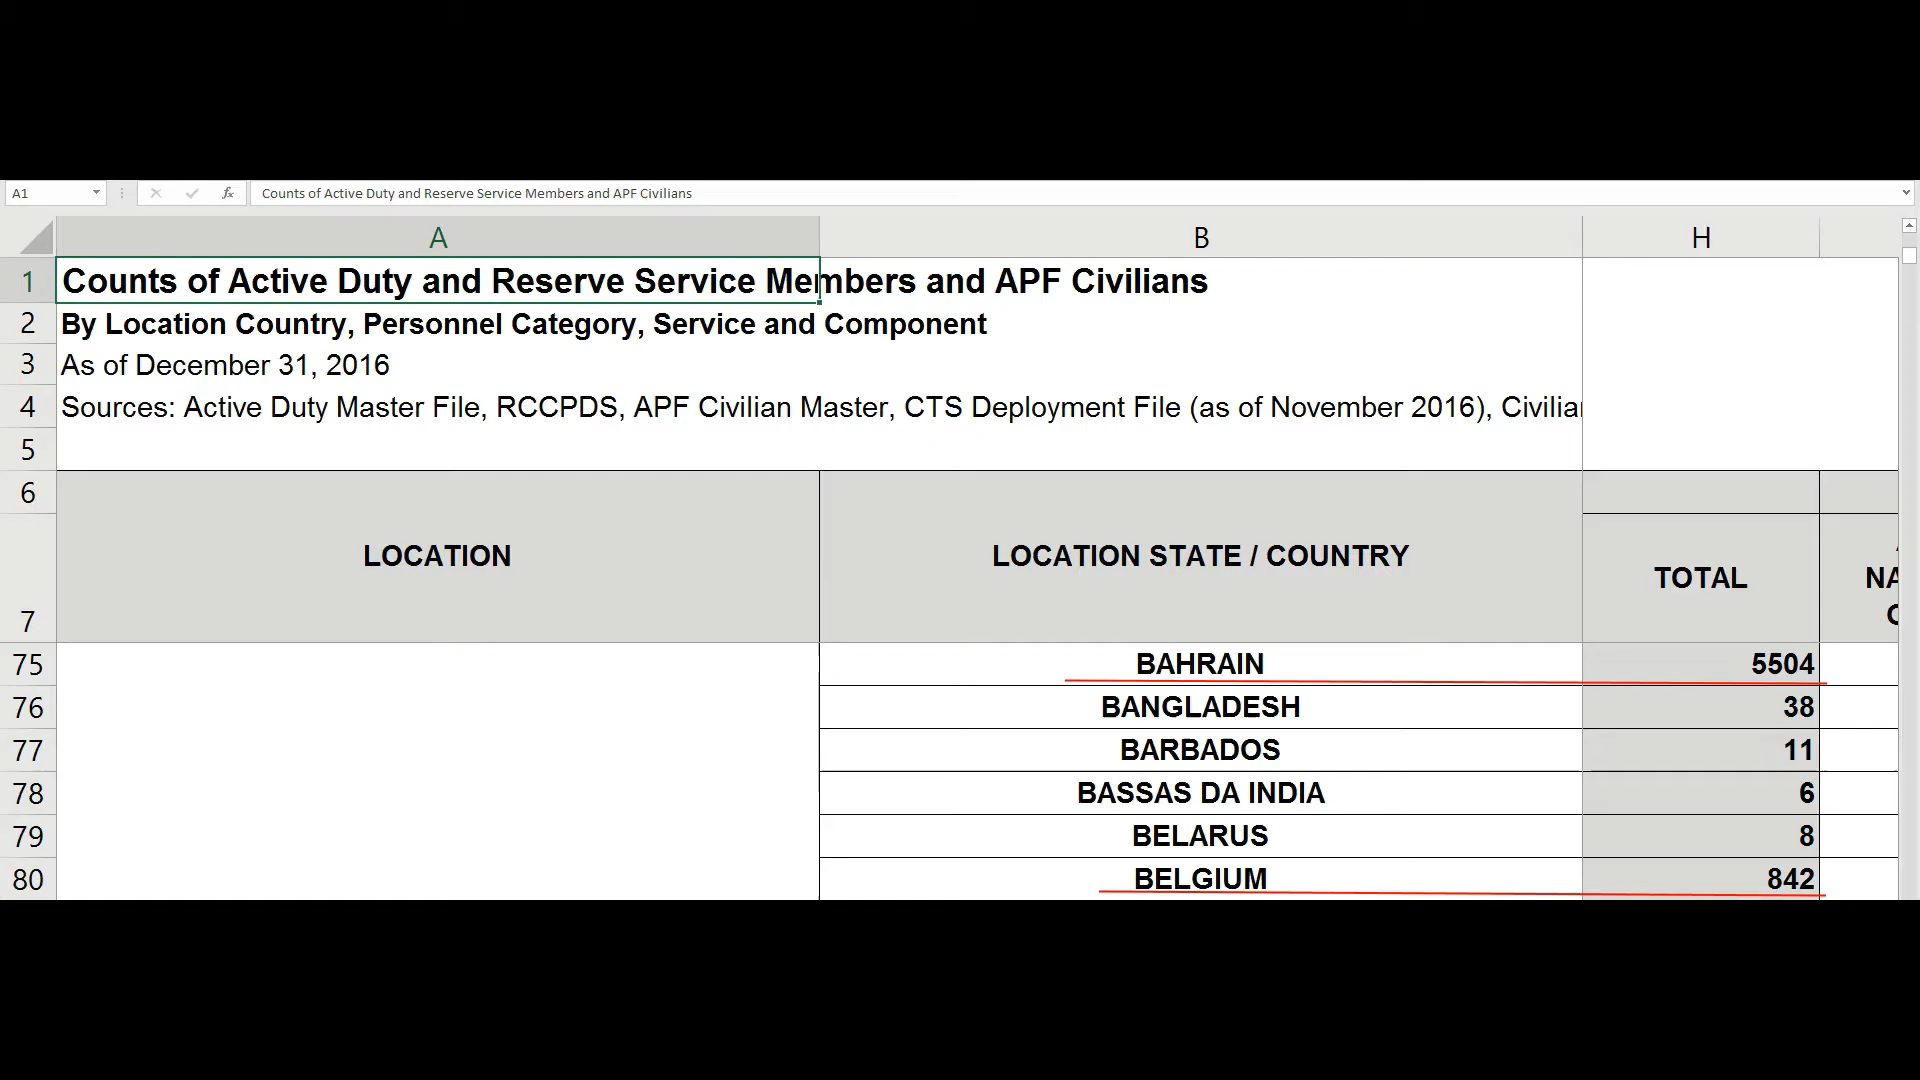 A1
fx
Counts of Active Duty and Reserve Service Members and APF Civilians
A B H
1 Counts of Active Duty and Reserve Service Members and APF Civilians
2 By Location Country, Personnel Category, Service and Component
3 As of December 31, 2016
4 Sources: Active Duty Master File, RCCPDS, APF Civilian Master, CTS Deployment File (as of November 2016),
5
6
7 LOCATION LOCATION STATE / COUNTRY TOTAL
75 BAHRAIN 5504
76 BANGLADESH 38
77 BARBADOS 11
78 BASSAS DA INDIA 6
79 BELARUS 8
80 BELGIUM 842